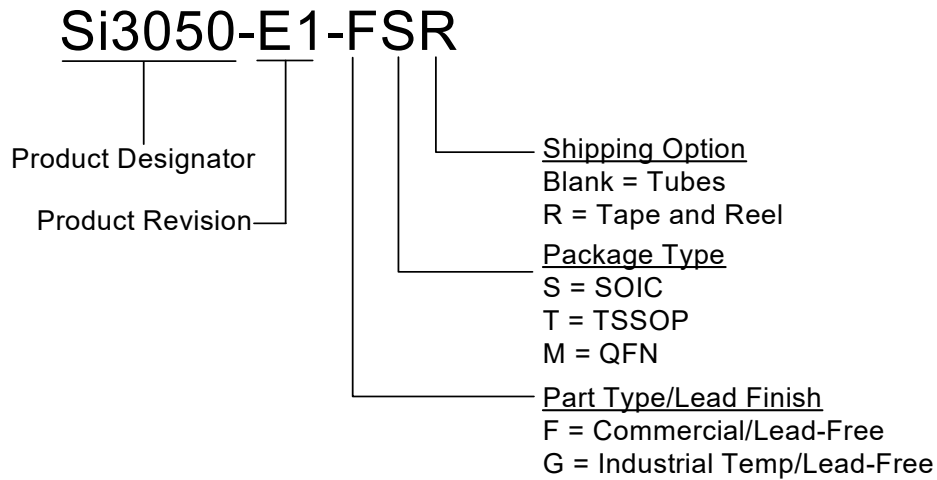 Si3050-E1-FSR
Product Designator
Product Revision
Shipping Option
Blank = Tubes
R = Tape and Reel
Package Type
S = SOIC
T = TSSOP
M = QFN
Part Type/Lead Finish
F = Commercial/Lead-Free
G = Industrial Temp/Lead-Free